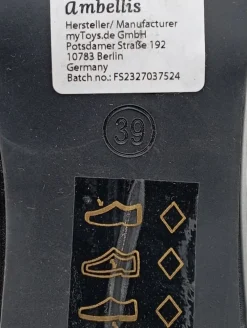 Ambellis
Hersteller/ Manufacturer
myToys.de GmbH
Potsdamer Straße 192
10783 Berlin
Germany
Batch no.: FS2327037524
39